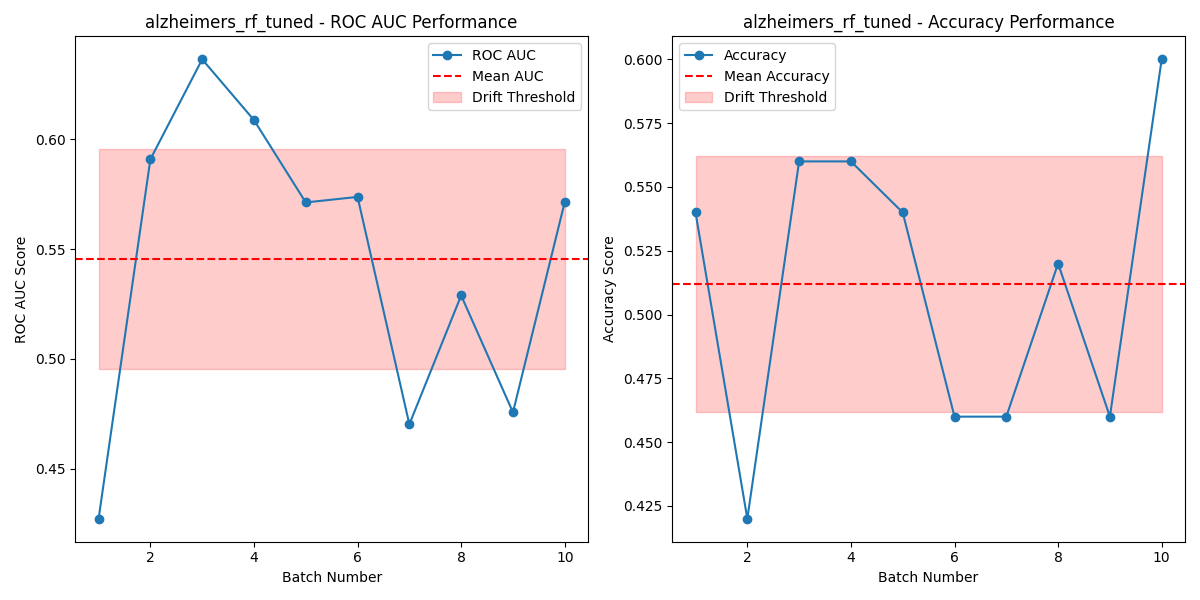 alzheimers_rf_tuned - ROC AUC Performance
ROC AUC
Mean AUC
Drift Threshold
ROC AUC Score
0.60
0.55
0.50
0.45
2 4 6 8 10
Batch Number
alzheimers_rf_tuned - Accuracy Performance
Accuracy
Mean Accuracy
Drift Threshold
Accuracy Score
0.600
0.575
0.550
0.525
0.500
0.475
0.450
0.425
2 4 6 8 10
Batch Number